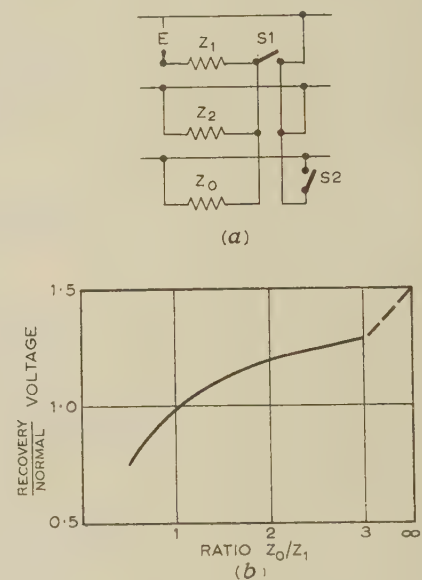 E Z1 S1
Z2
Z0 S2
(a)
RECOVERY / NORMAL VOLTAGE
1·5
1·0
0·5
1 2 3 ∞
RATIO Z0/Z1
(b)